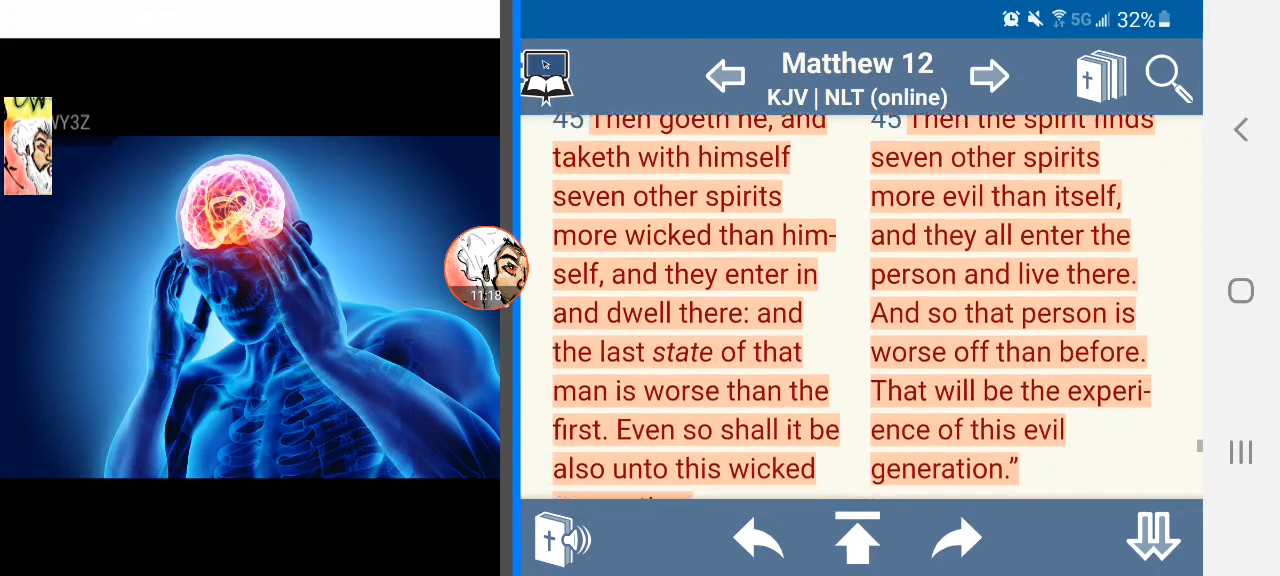 5G 32%
Matthew 12
KJV | NLT (online)
WY3Z
11:18
45 Then goeth he, and
taketh with himself
seven other spirits
more wicked than him-
self, and they enter in
and dwell there: and
the last state of that
man is worse than the
first. Even so shall it be
also unto this wicked
45 Then the spirit finds
seven other spirits
more evil than itself,
and they all enter the
person and live there.
And so that person is
worse off than before.
That will be the experi-
ence of this evil
generation.”